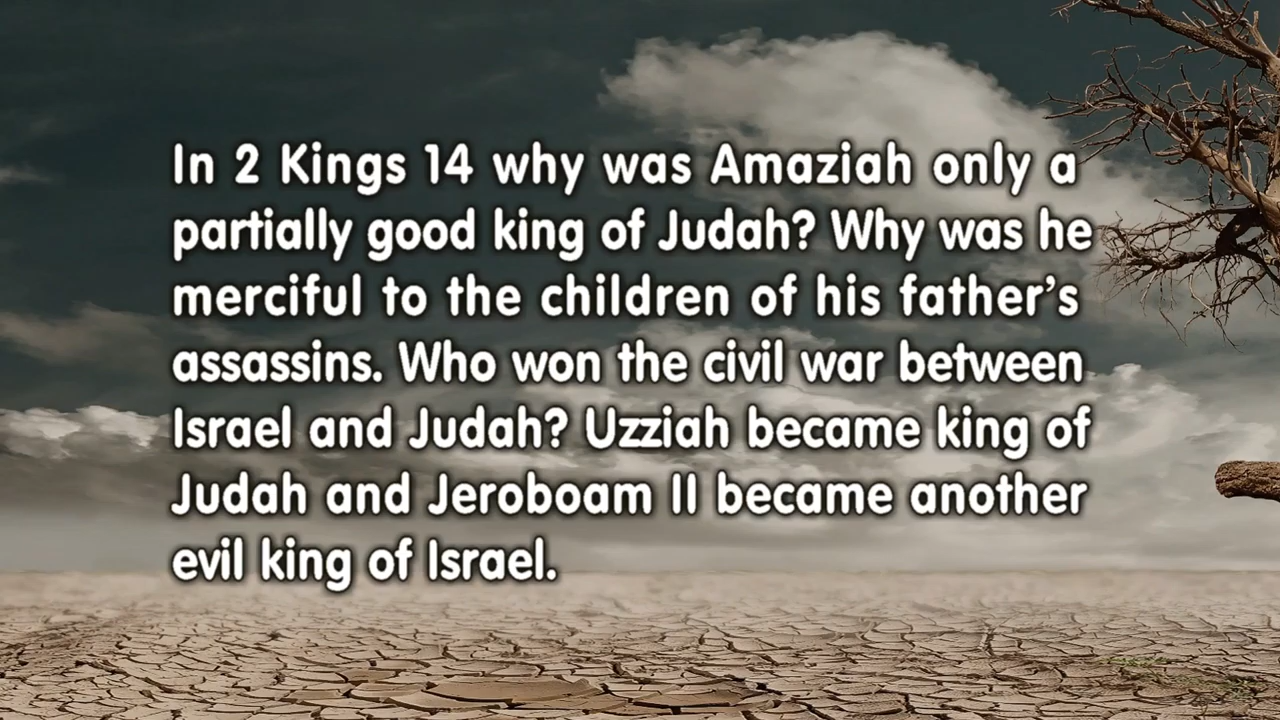 In 2 Kings 14 why was Amaziah only a
partially good king of Judah? Why was he
merciful to the children of his father's
assassins. Who won the civil war between
Israel and Judah? Uzziah became king of
Judah and Jeroboam II became another
evil king of Israel.